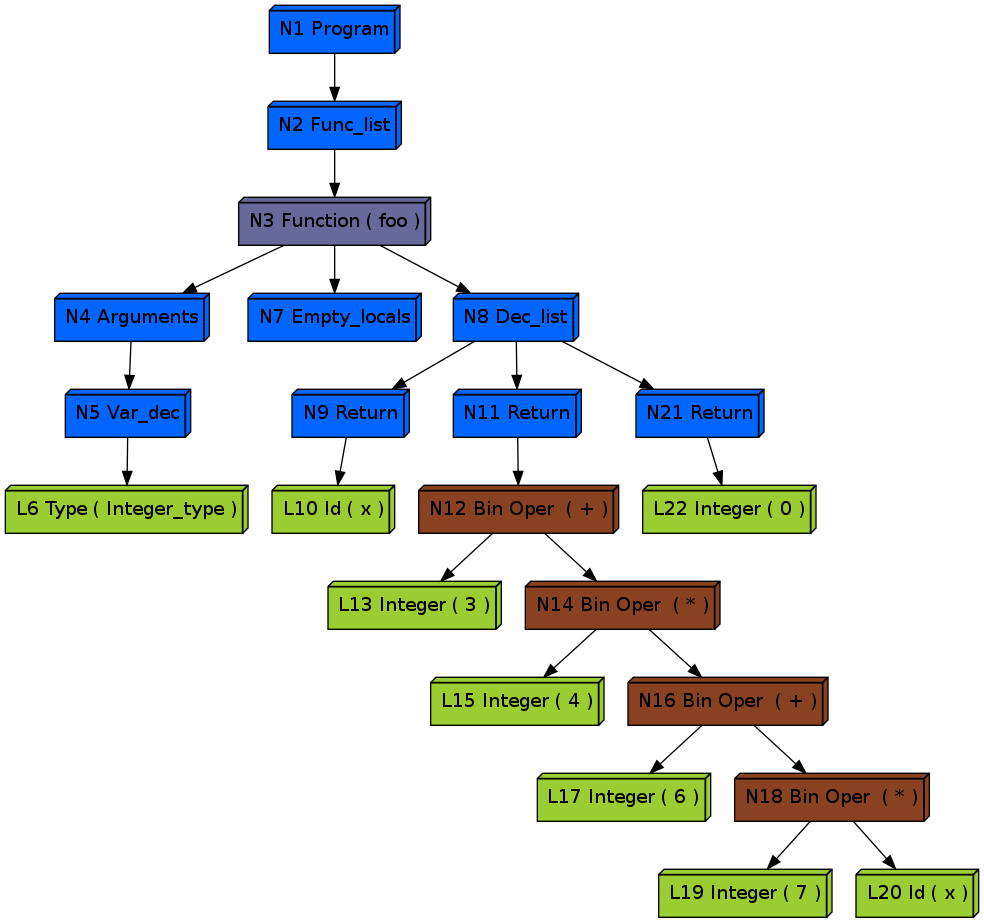 N1 Program
N2 Func_list
N3 Function ( foo )
N4 Arguments
N7 Empty_locals
N8 Dec_list
N5 Var_dec
N9 Return
N11 Return
N21 Return
L6 Type ( Integer_type )
L10 Id ( x )
N12 Bin Oper  ( + )
L22 Integer ( 0 )
L13 Integer ( 3 )
N14 Bin Oper  ( * )
L15 Integer ( 4 )
N16 Bin Oper  ( + )
L17 Integer ( 6 )
N18 Bin Oper  ( * )
L19 Integer ( 7 )
L20 Id ( x )